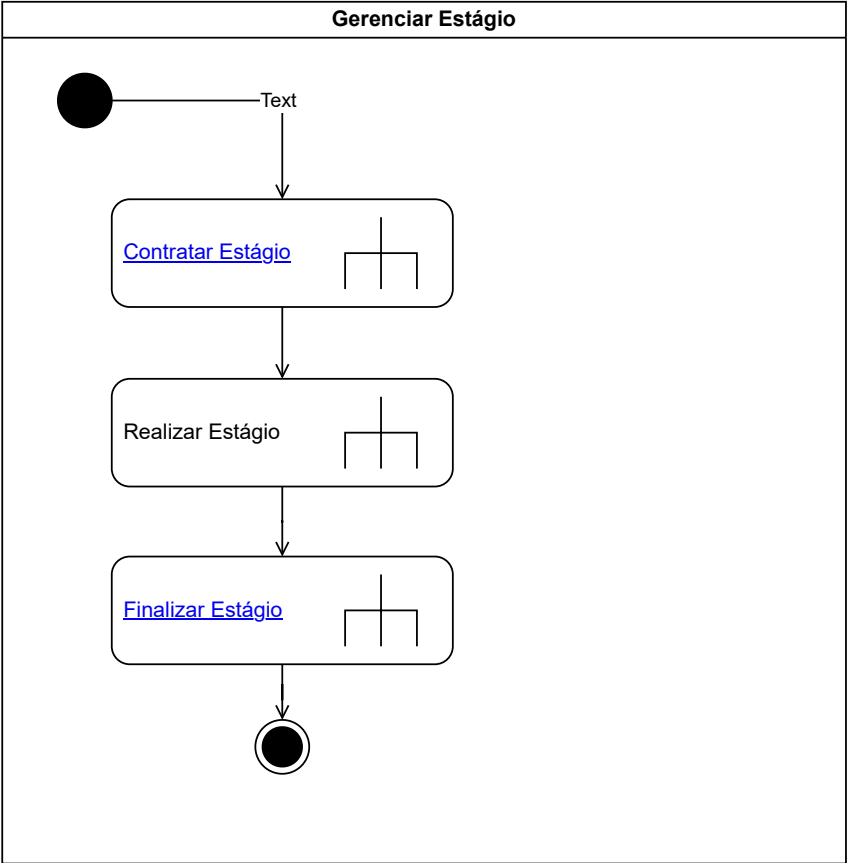 Gerenciar Estágio
Text
Contratar Estágio
Realizar Estágio
Finalizar Estágio